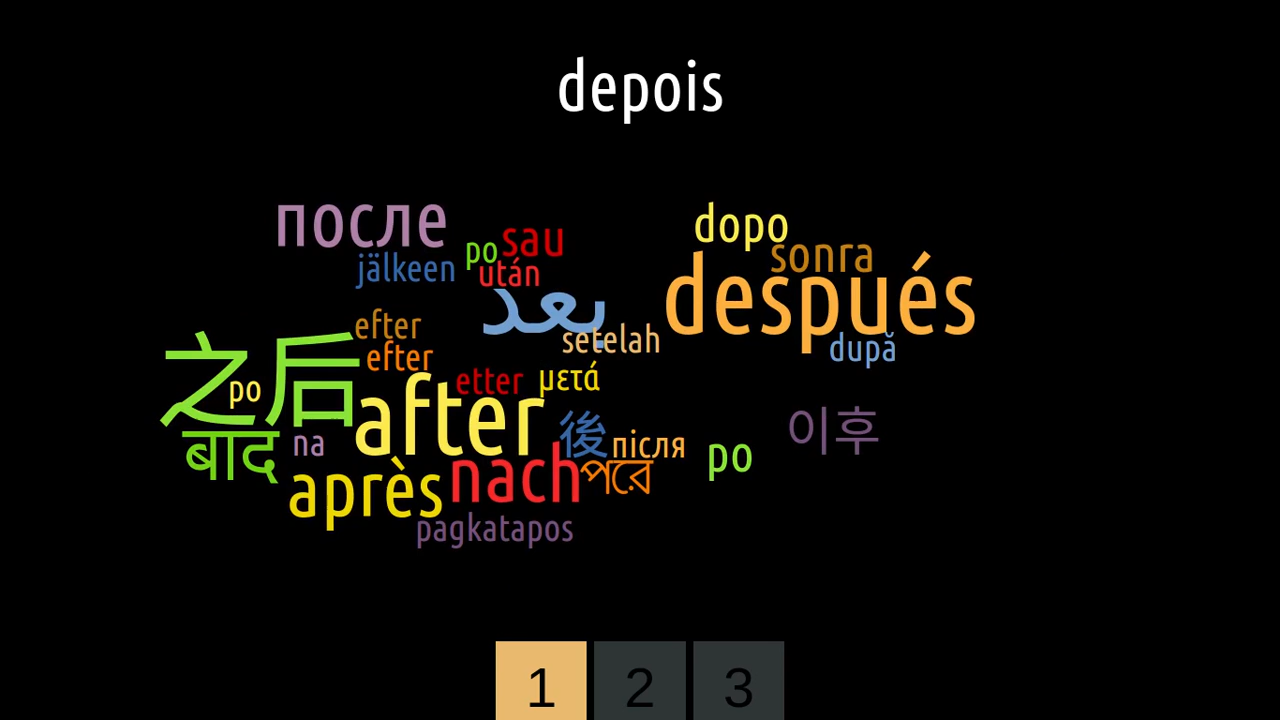 depois
после
dopo
po
sau
sonra
jälkeen
után
después
بعد
efter
setelah
după
efter
之后
po
etter
μετά
after
이후
बाद
na
後
після
po
après
nach
পরে
pagkatapos
1
2
3